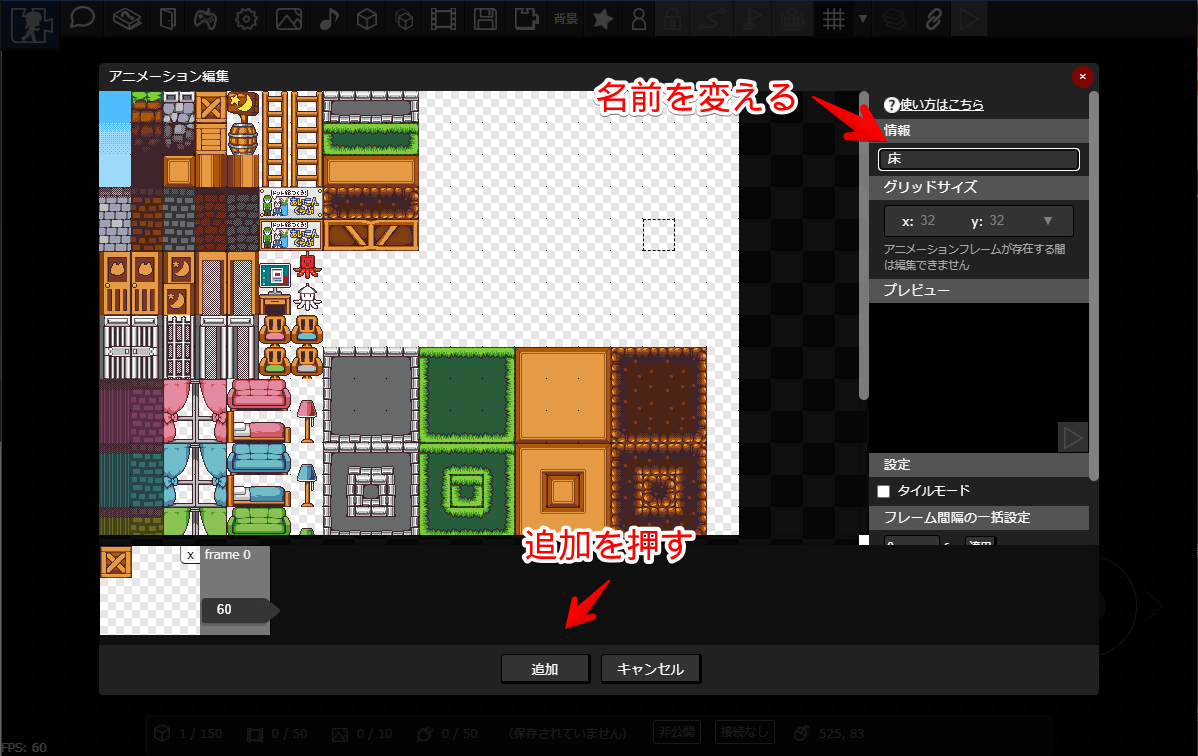 背景
アニメーション編集
×
名前を変える
?使い方はこちら
情報
床
グリッドサイズ
x: 32 y: 32 ▼
アニメーションフレームが存在する間
は編集できません
プレビュー
設定
タイルモード
フレーム間隔の一括設定
追加を押す
x frame 0
60
追加 キャンセル
1 / 150 0 / 50 0 / 10 0 / 50 (保存されていません) 非公開 接続なし 525, 83
FPS: 60